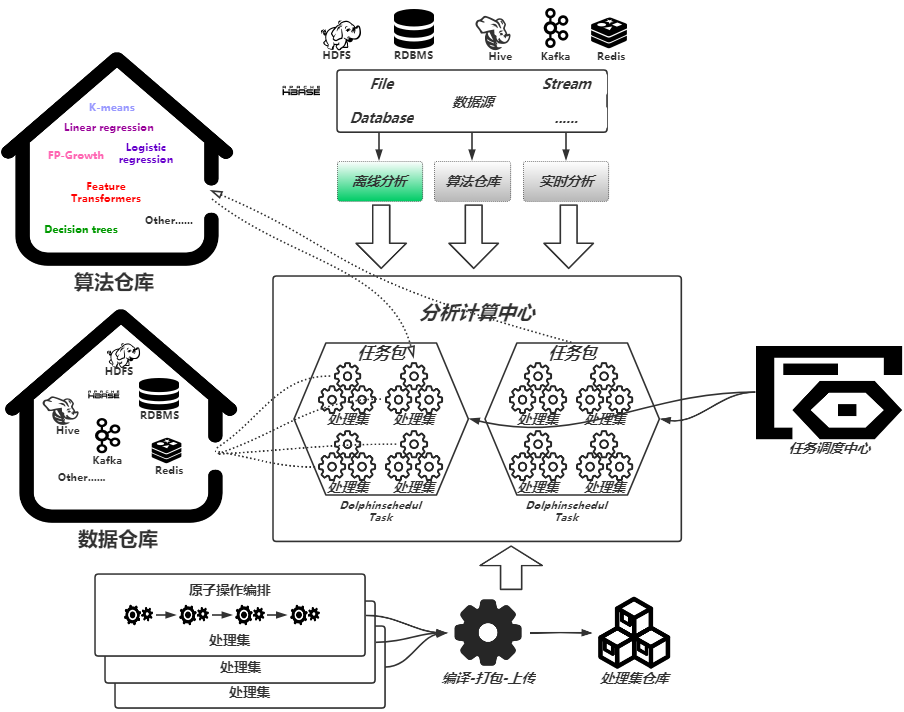 HDFS
RDBMS
Hive
Kafka
Redis
HBASE
File
Stream
数据源
Database
......
离线分析
算法仓库
实时分析
K-means
Linear regression
FP-Growth
Logistic
regression
Feature
Transformers
Other......
Decision trees
算法仓库
分析计算中心
任务包
处理集
处理集
处理集
处理集
Dolphinschedul
Task
任务包
处理集
处理集
处理集
处理集
Dolphinschedul
Task
任务调度中心
HDFS
HBASE
RDBMS
Hive
Kafka
Redis
Other......
数据仓库
原子操作编排
处理集
处理集
处理集
编译-打包-上传
处理集仓库